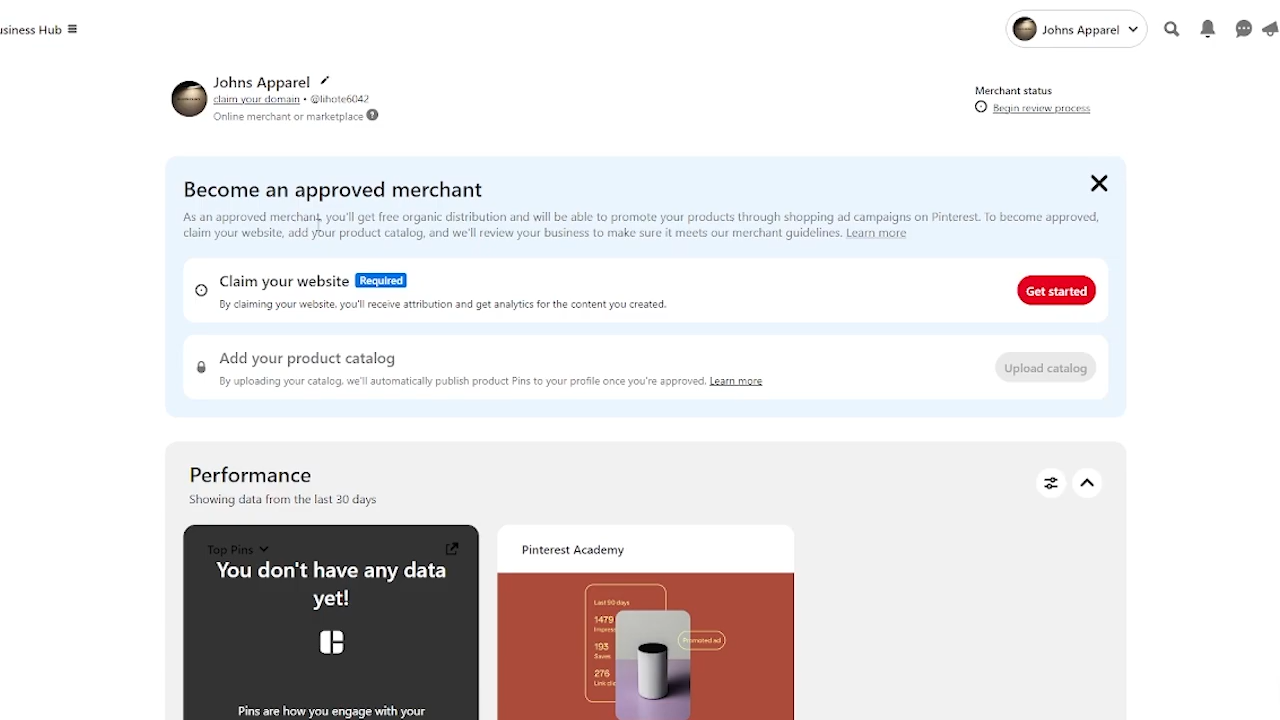 usiness Hub
Johns Apparel
Johns Apparel
claim your domain • @lihote6042
Online merchant or marketplace
Merchant status
Begin review process
Become an approved merchant
As an approved merchant, you'll get free organic distribution and will be able to promote your products through shopping ad campaigns on Pinterest. To become approved,
claim your website, add your product catalog, and we'll review your business to make sure it meets our merchant guidelines. Learn more
Claim your website Required
By claiming your website, you'll receive attribution and get analytics for the content you created.
Get started
Add your product catalog
By uploading your catalog, we'll automatically publish product Pins to your profile once you're approved. Learn more
Upload catalog
Performance
Showing data from the last 30 days
Top Pins
You don't have any data
yet!
Pins are how you engage with your
Pinterest Academy
Last 90 days
1479
Impres
193
Saves
276
Link clic
Promoted ad